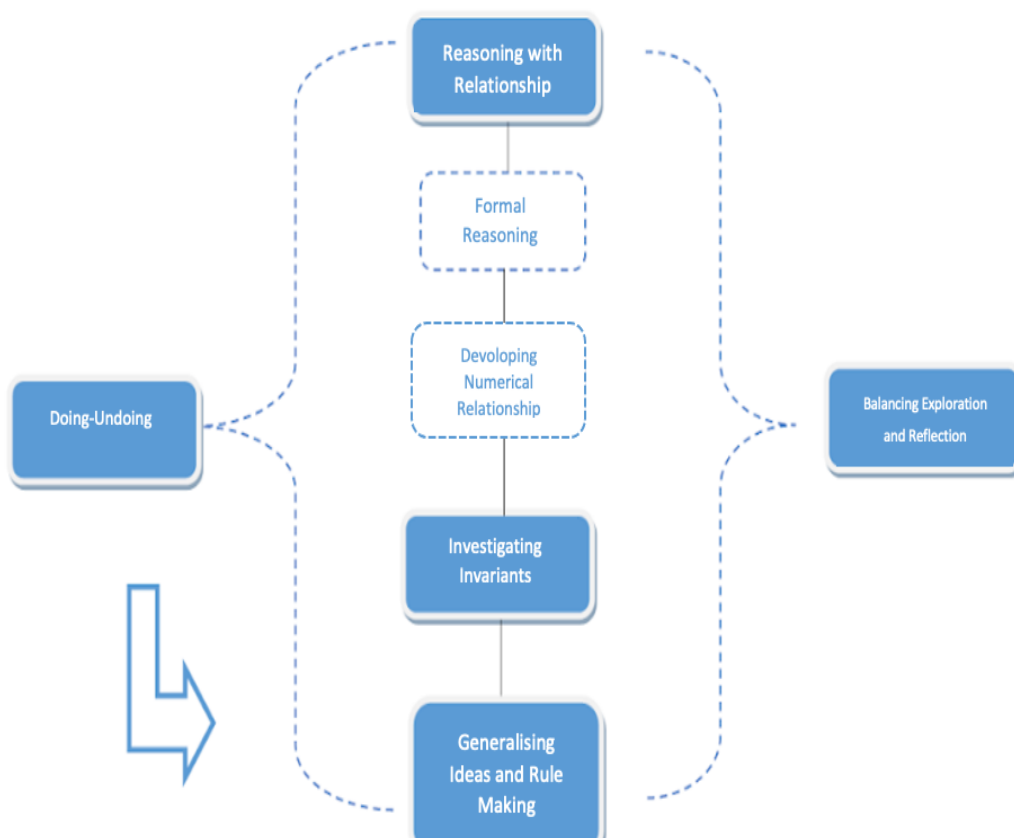 Reasoning with
Relationship
Formal
Reasoning
Devoloping
Numerical
Relationship
Doing-Undoing
Balancing Exploration
and Reflection
Investigating
Invariants
Generalising
Ideas and Rule
Making